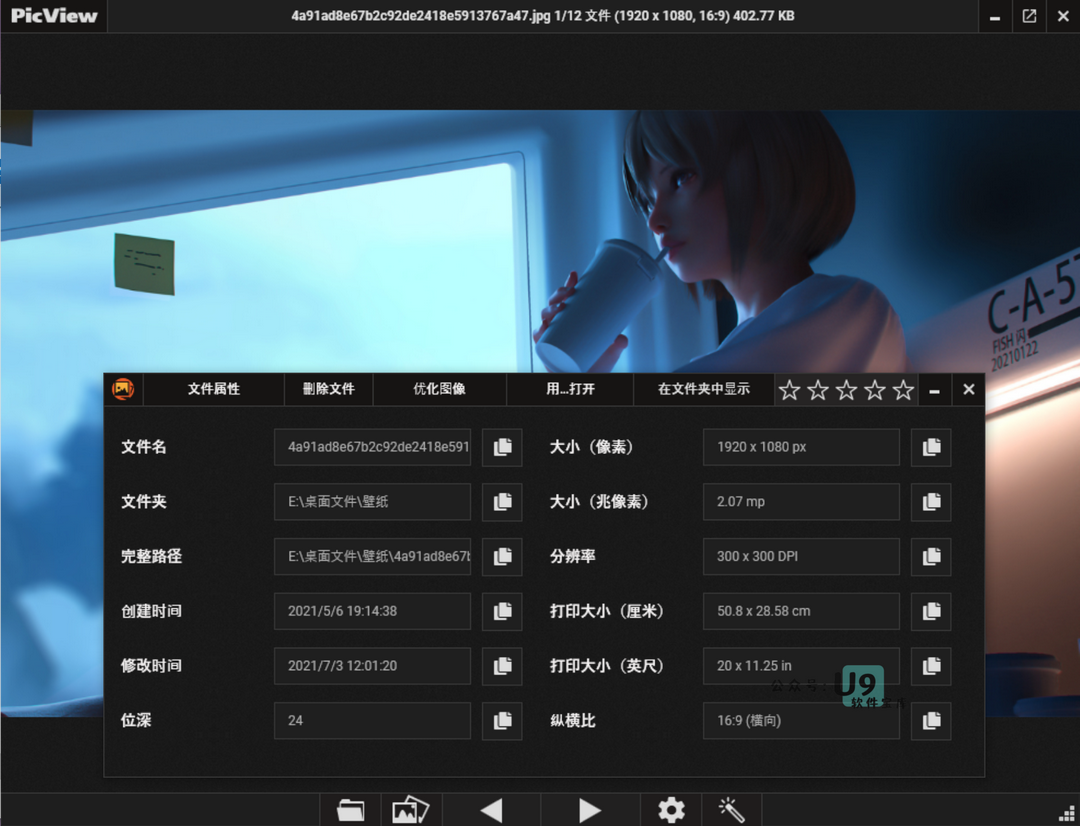 PicView
4a91ad8e67b2c92de2418e5913767a47.jpg 1/12 文件 (1920 x 1080, 16:9) 402.77 KB
C-A-57
FISH 闪
20210122
文件属性
删除文件
优化图像
用...打开
在文件夹中显示
文件名
4a91ad8e67b2c92de2418e591
大小（像素）
1920 x 1080 px
文件夹
E:\桌面文件\壁纸
大小（兆像素）
2.07 mp
完整路径
E:\桌面文件\壁纸\4a91ad8e67b
分辨率
300 x 300 DPI
创建时间
2021/5/6 19:14:38
打印大小（厘米）
50.8 x 28.58 cm
修改时间
2021/7/3 12:01:20
打印大小（英尺）
20 x 11.25 in
公众号：
U9
软件
位深
24
纵横比
16:9 (横向)